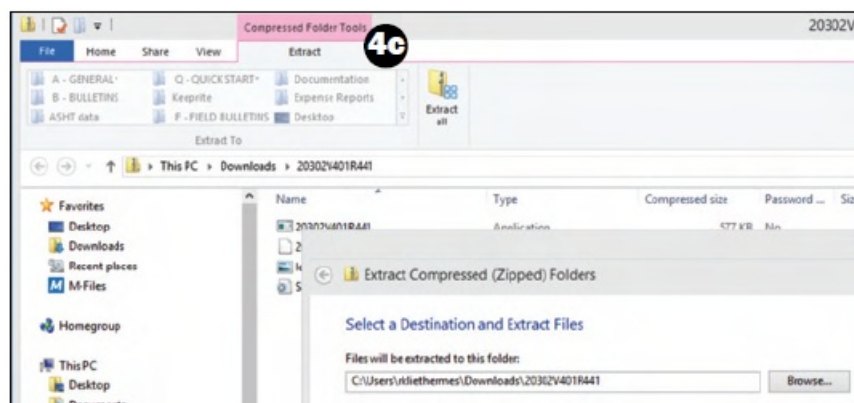 Compressed Folder Tools 20302V
File Home Share View Extract 4c
A - GENERAL Q - QUICKSTART Documentation
B - BULLETINS Keeprite Expense Reports
ASHT data F - FIELD BULLETINS Desktop
Extract all
Extract To
This PC Downloads 20302V401R441
Favorites
Desktop
Downloads
Recent places
M-Files
Homegroup
This PC
Desktop
Name Type Compressed size Password ... Siz
20302V401R441 Application 577 KB No
2
S
Extract Compressed (Zipped) Folders
Select a Destination and Extract Files
Files will be extracted to this folder:
C:\Users\rkliethermes\Downloads\20302V401R441 Browse...